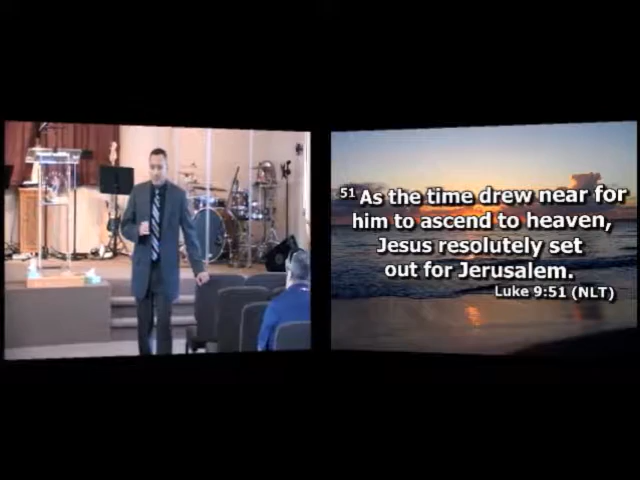 51 As the time drew near for
him to ascend to heaven,
Jesus resolutely set
out for Jerusalem.
Luke 9:51 (NLT)